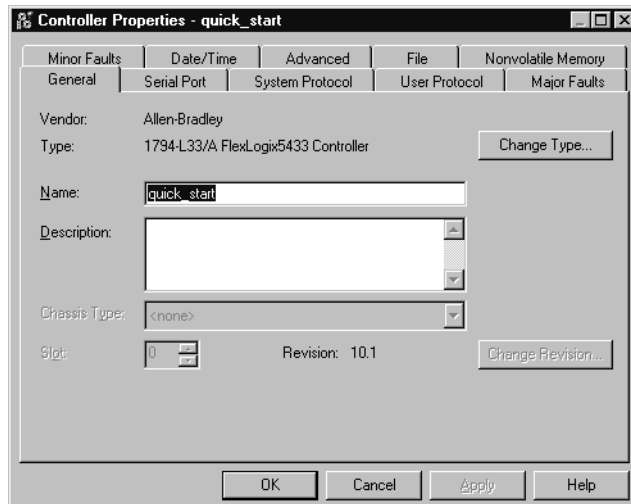 Controller Properties - quick_start
Minor Faults Date/Time Advanced File Nonvolatile Memory
General Serial Port System Protocol User Protocol Major Faults
Vendor: Allen-Bradley
Type: 1794-L33/A FlexLogix5433 Controller Change Type...
Name: quick_start
Description:
Chassis Type: <none>
Slot: 0 Revision: 10.1 Change Revision...
OK Cancel Apply Help